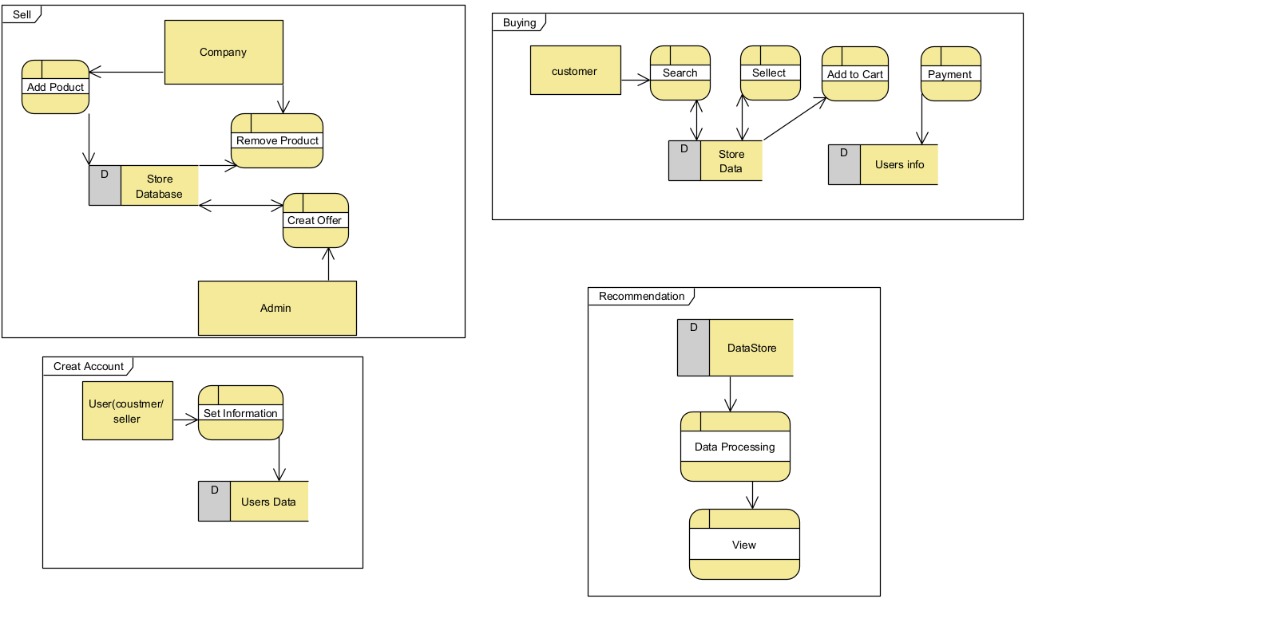 Sell
Company
Add Poduct
Remove Product
D
Store
Database
Creat Offer
Admin
Buying
customer
Search
Sellect
Add to Cart
Payment
D
Store
Data
D
Users info
Creat Account
User(coustmer/
seller
Set Information
D
Users Data
Recommendation
D
DataStore
Data Processing
View